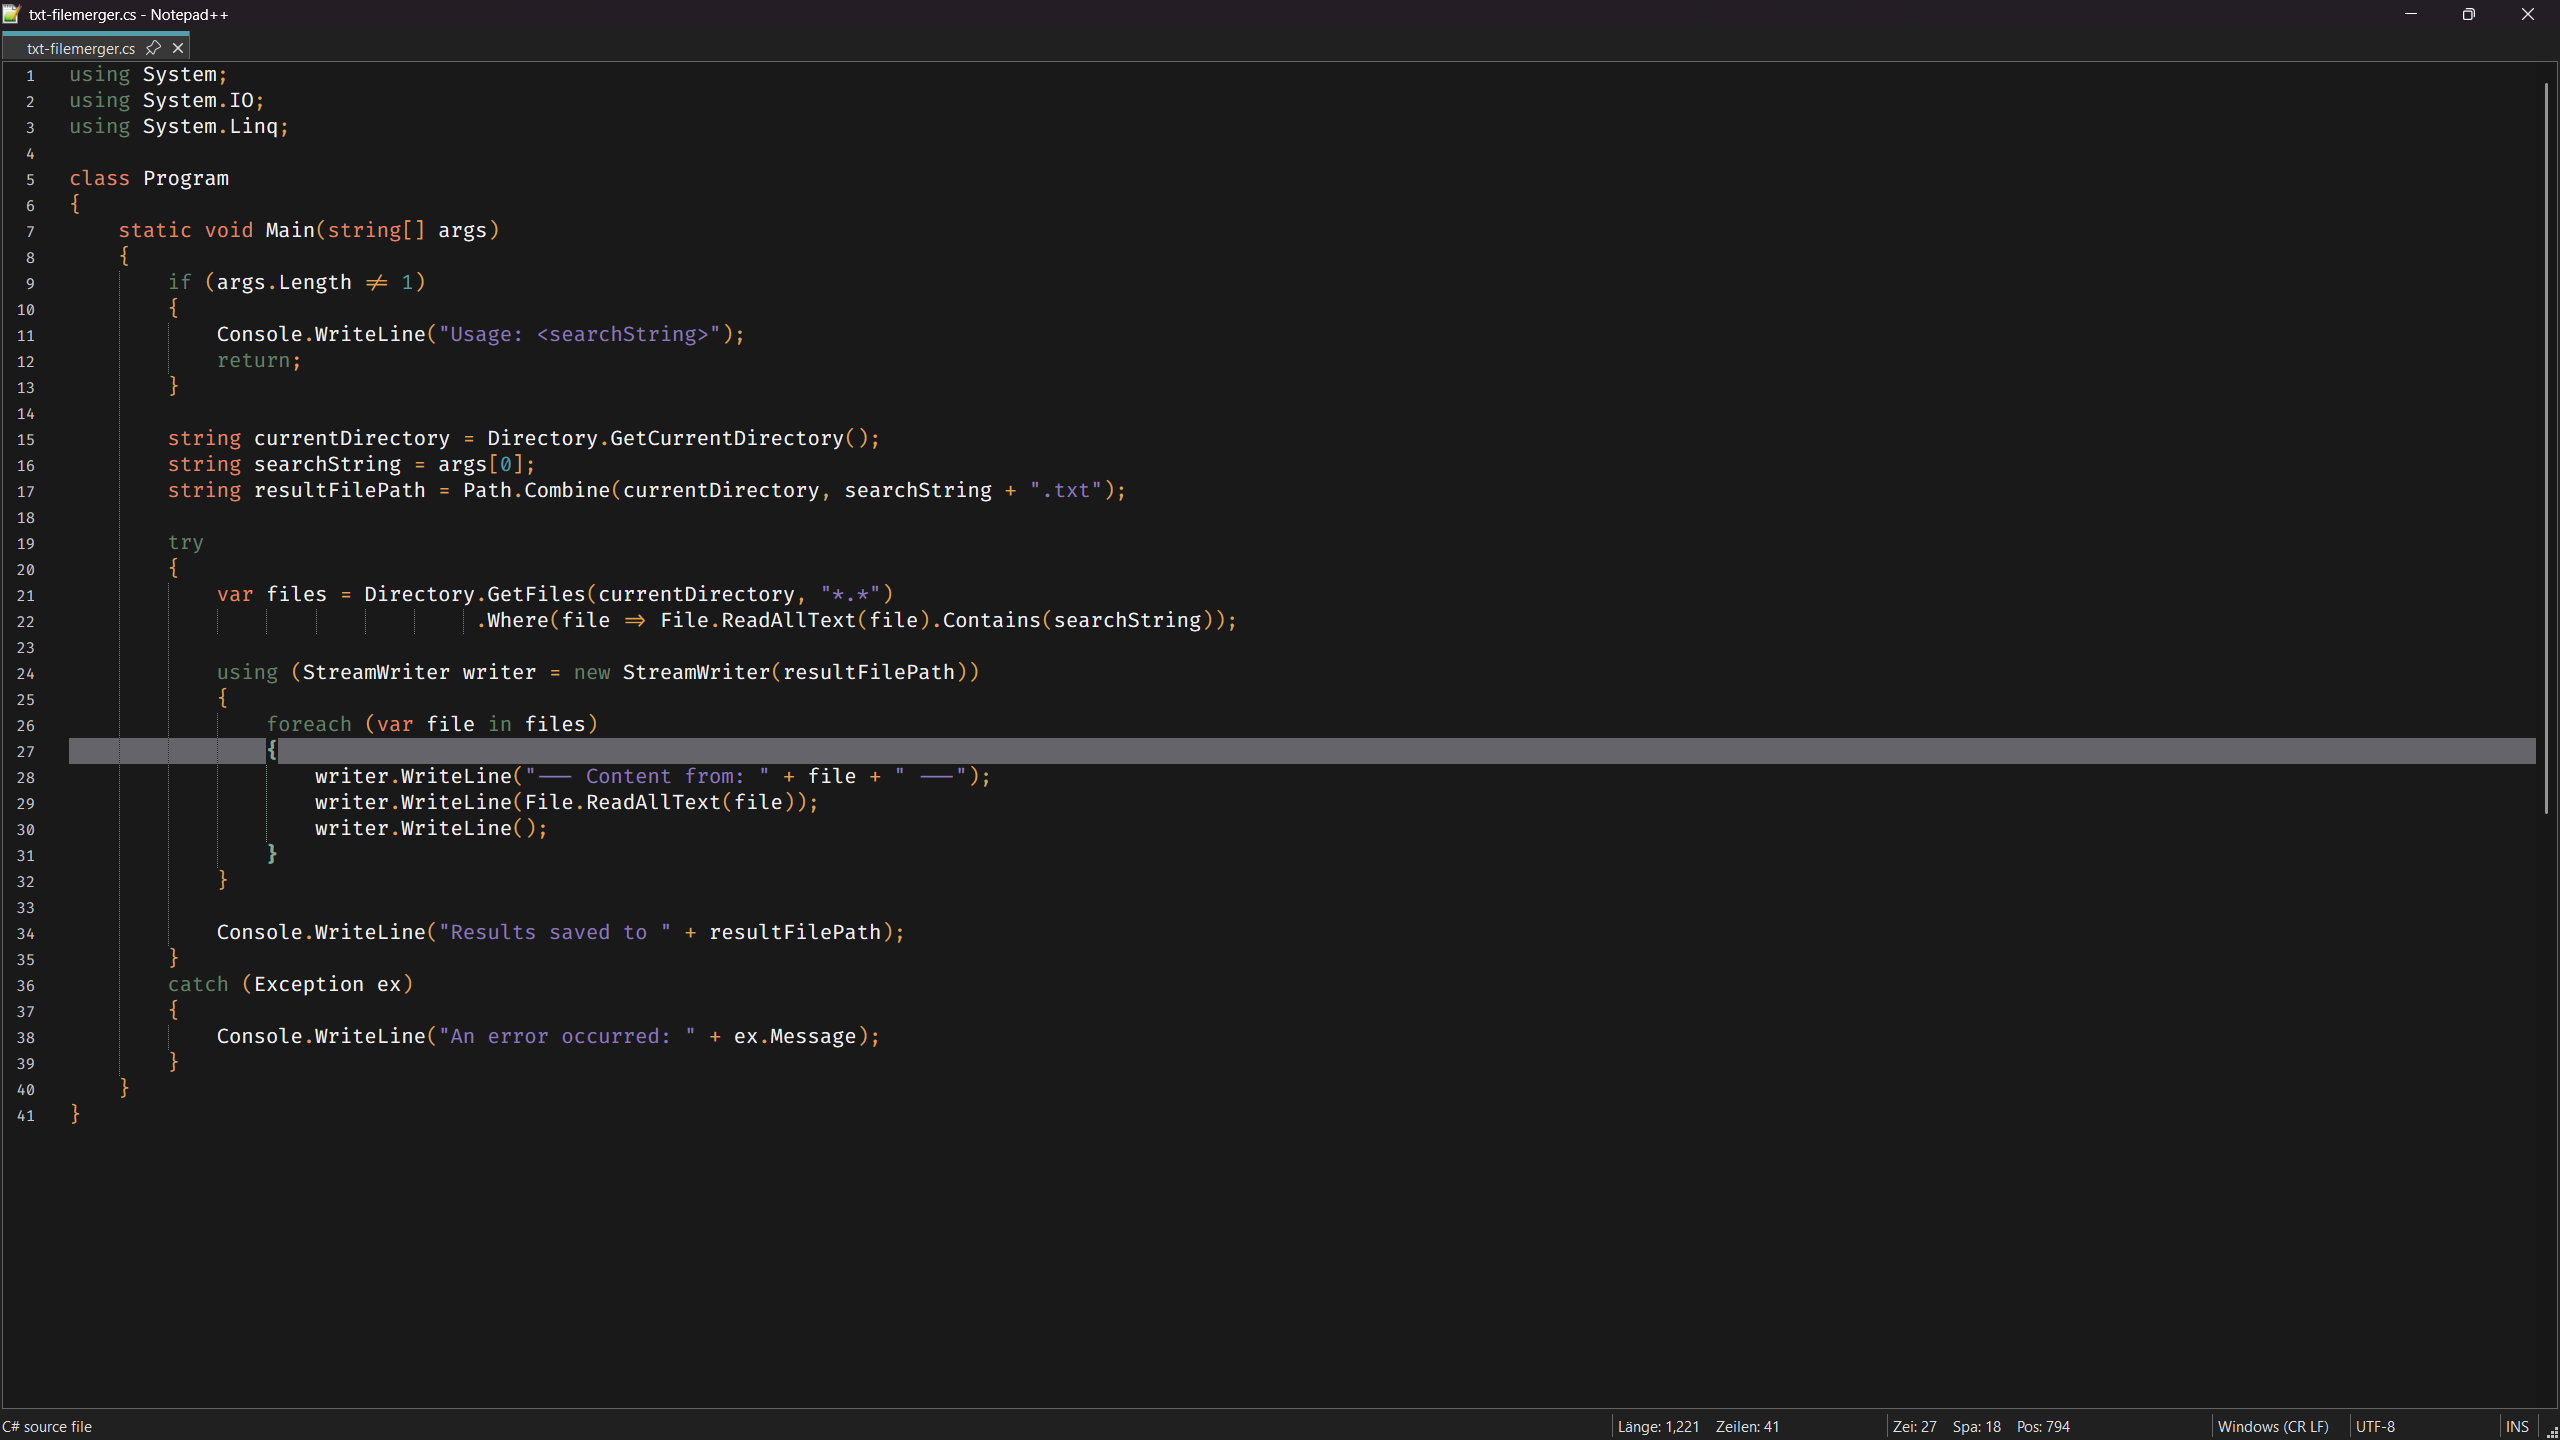 txt-filemerger.cs - Notepad++
txt-filemerger.cs
1 using System;
2 using System.IO;
3 using System.Linq;
4
5 class Program
6 {
7 static void Main(string[] args)
8 {
9 if (args.Length != 1)
10 {
11 Console.WriteLine("Usage: <searchString>");
12 return;
13 }
14
15 string currentDirectory = Directory.GetCurrentDirectory();
16 string searchString = args[0];
17 string resultFilePath = Path.Combine(currentDirectory, searchString + ".txt");
18
19 try
20 {
21 var files = Directory.GetFiles(currentDirectory, "*.*")
22 .Where(file => File.ReadAllText(file).Contains(searchString));
23
24 using (StreamWriter writer = new StreamWriter(resultFilePath))
25 {
26 foreach (var file in files)
27 {
28 writer.WriteLine("--- Content from: " + file + " ---");
29 writer.WriteLine(File.ReadAllText(file));
30 writer.WriteLine();
31 }
32 }
33
34 Console.WriteLine("Results saved to " + resultFilePath);
35 }
36 catch (Exception ex)
37 {
38 Console.WriteLine("An error occurred: " + ex.Message);
39 }
40 }
41 }
C# source file Länge: 1,221 Zeilen: 41 Zei: 27 Spa: 18 Pos: 794 Windows (CR LF) UTF-8 INS